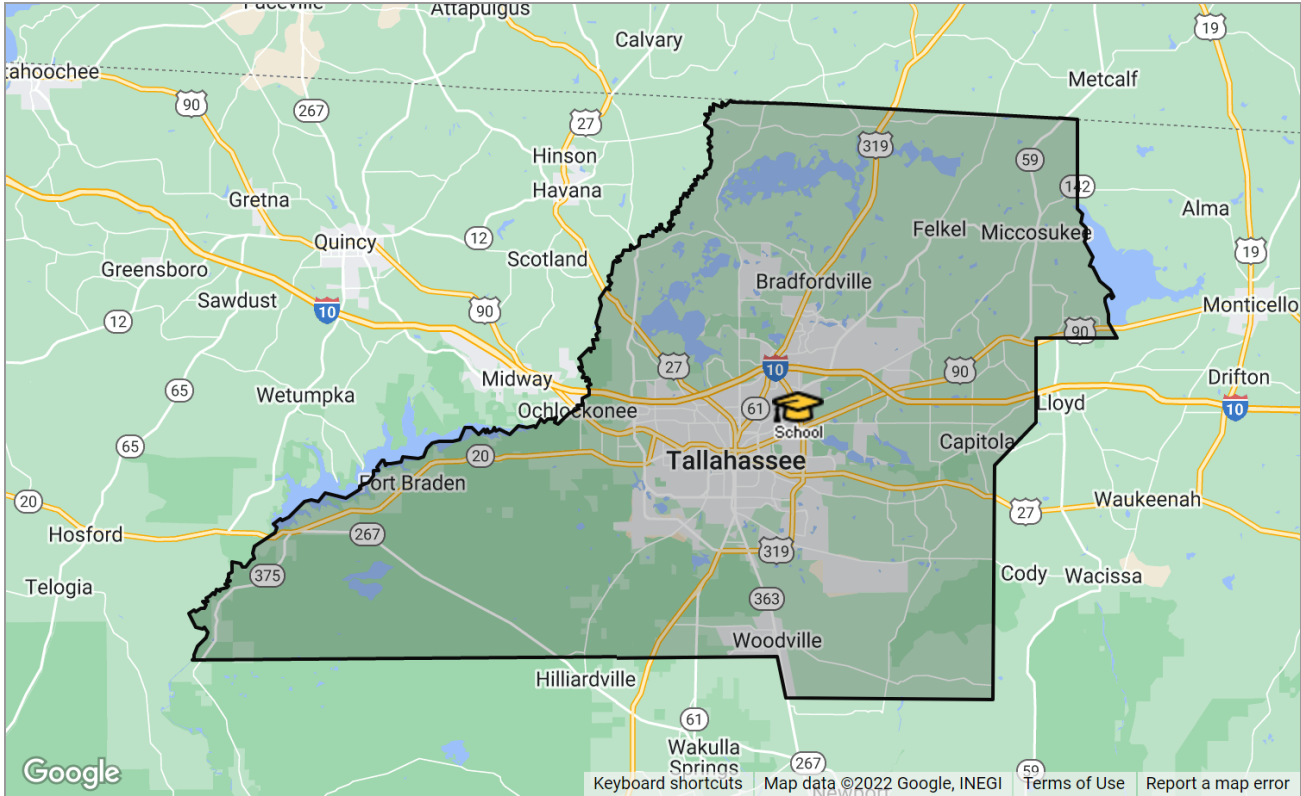 Faceville
Attapulgus
Calvary
19
19
tahoochee
Metcalf
90
267
27
319
59
Hinson
Havana
142
Gretna
Alma
Quincy
12
Felkel
Miccosukee
19
Scotland
Greensboro
Bradfordville
Sawdust
10
90
Monticello
12
90
27
10
90
Midway
Drifton
65
Wetumpka
Ochlockonee
61
School
Lloyd
10
65
Capitola
20
Tallahassee
Fort Braden
20
Waukeenah
27
Hosford
267
319
375
Cody
Wacissa
Telogia
363
Woodville
Hilliardville
61
Wakulla
Springs
267
59
Google
Keyboard shortcuts
Map data ©2022 Google, INEGI
Terms of Use
Report a map error
Newport